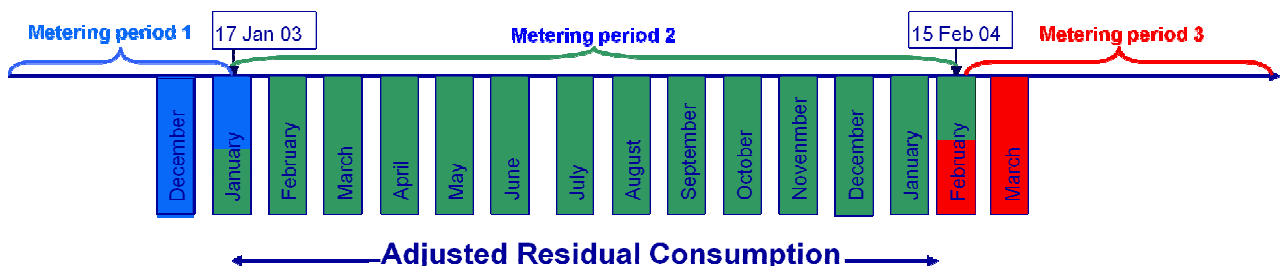 Metering period 1
17 Jan 03
Metering period 2
15 Feb 04
Metering period 3
December
January
February
March
April
May
June
July
August
September
October
Novenmber
December
January
February
March
Adjusted Residual Consumption